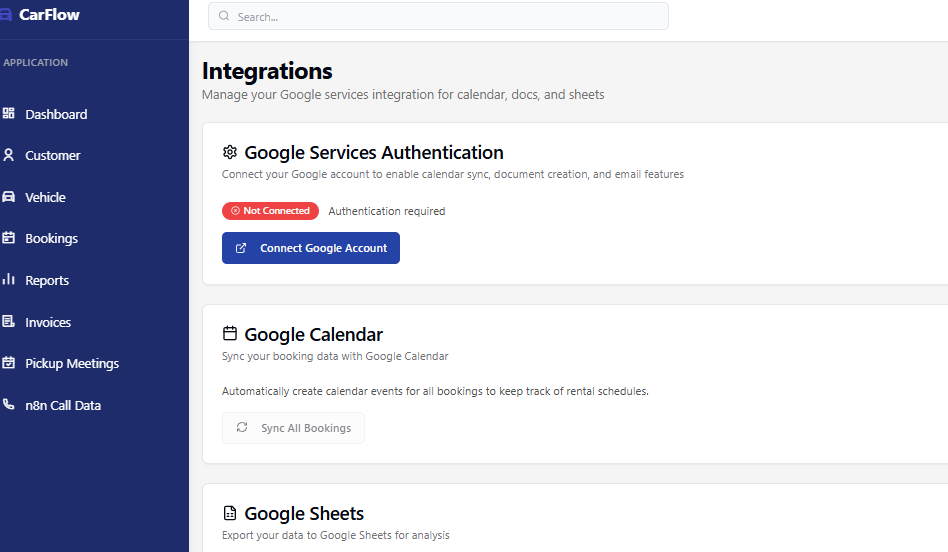 CarFlow
Search...
APPLICATION
Dashboard
Customer
Vehicle
Bookings
Reports
Invoices
Pickup Meetings
n8n Call Data
Integrations
Manage your Google services integration for calendar, docs, and sheets
Google Services Authentication
Connect your Google account to enable calendar sync, document creation, and email features
Not Connected Authentication required
Connect Google Account
Google Calendar
Sync your booking data with Google Calendar
Automatically create calendar events for all bookings to keep track of rental schedules.
Sync All Bookings
Google Sheets
Export your data to Google Sheets for analysis